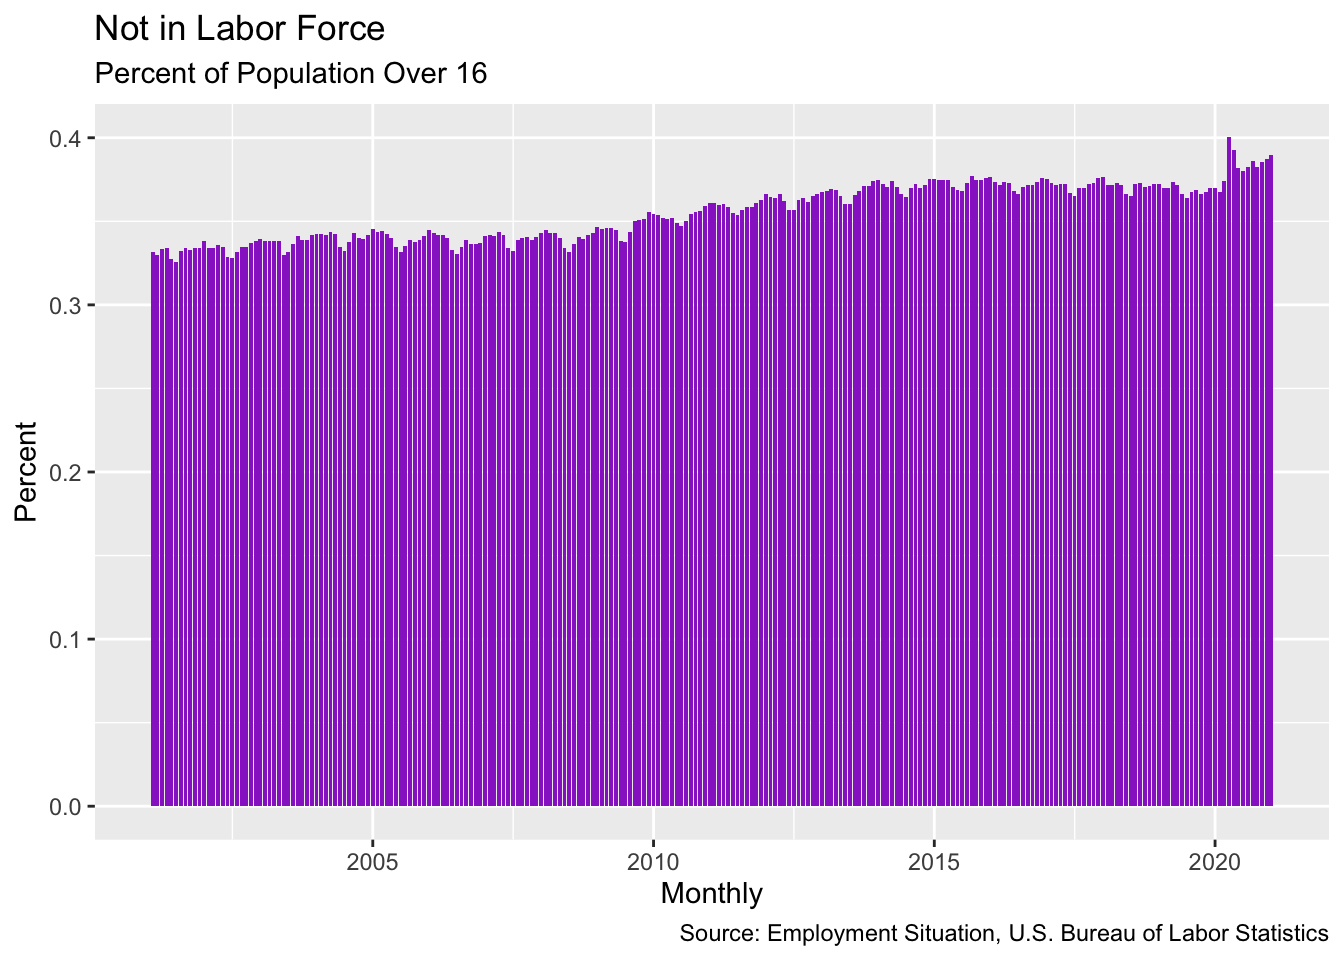 Not in Labor Force
Percent of Population Over 16
0.4
0.3
0.2
0.1
0.0
Percent
2005
2010
2015
2020
Monthly
Source: Employment Situation, U.S. Bureau of Labor Statistics